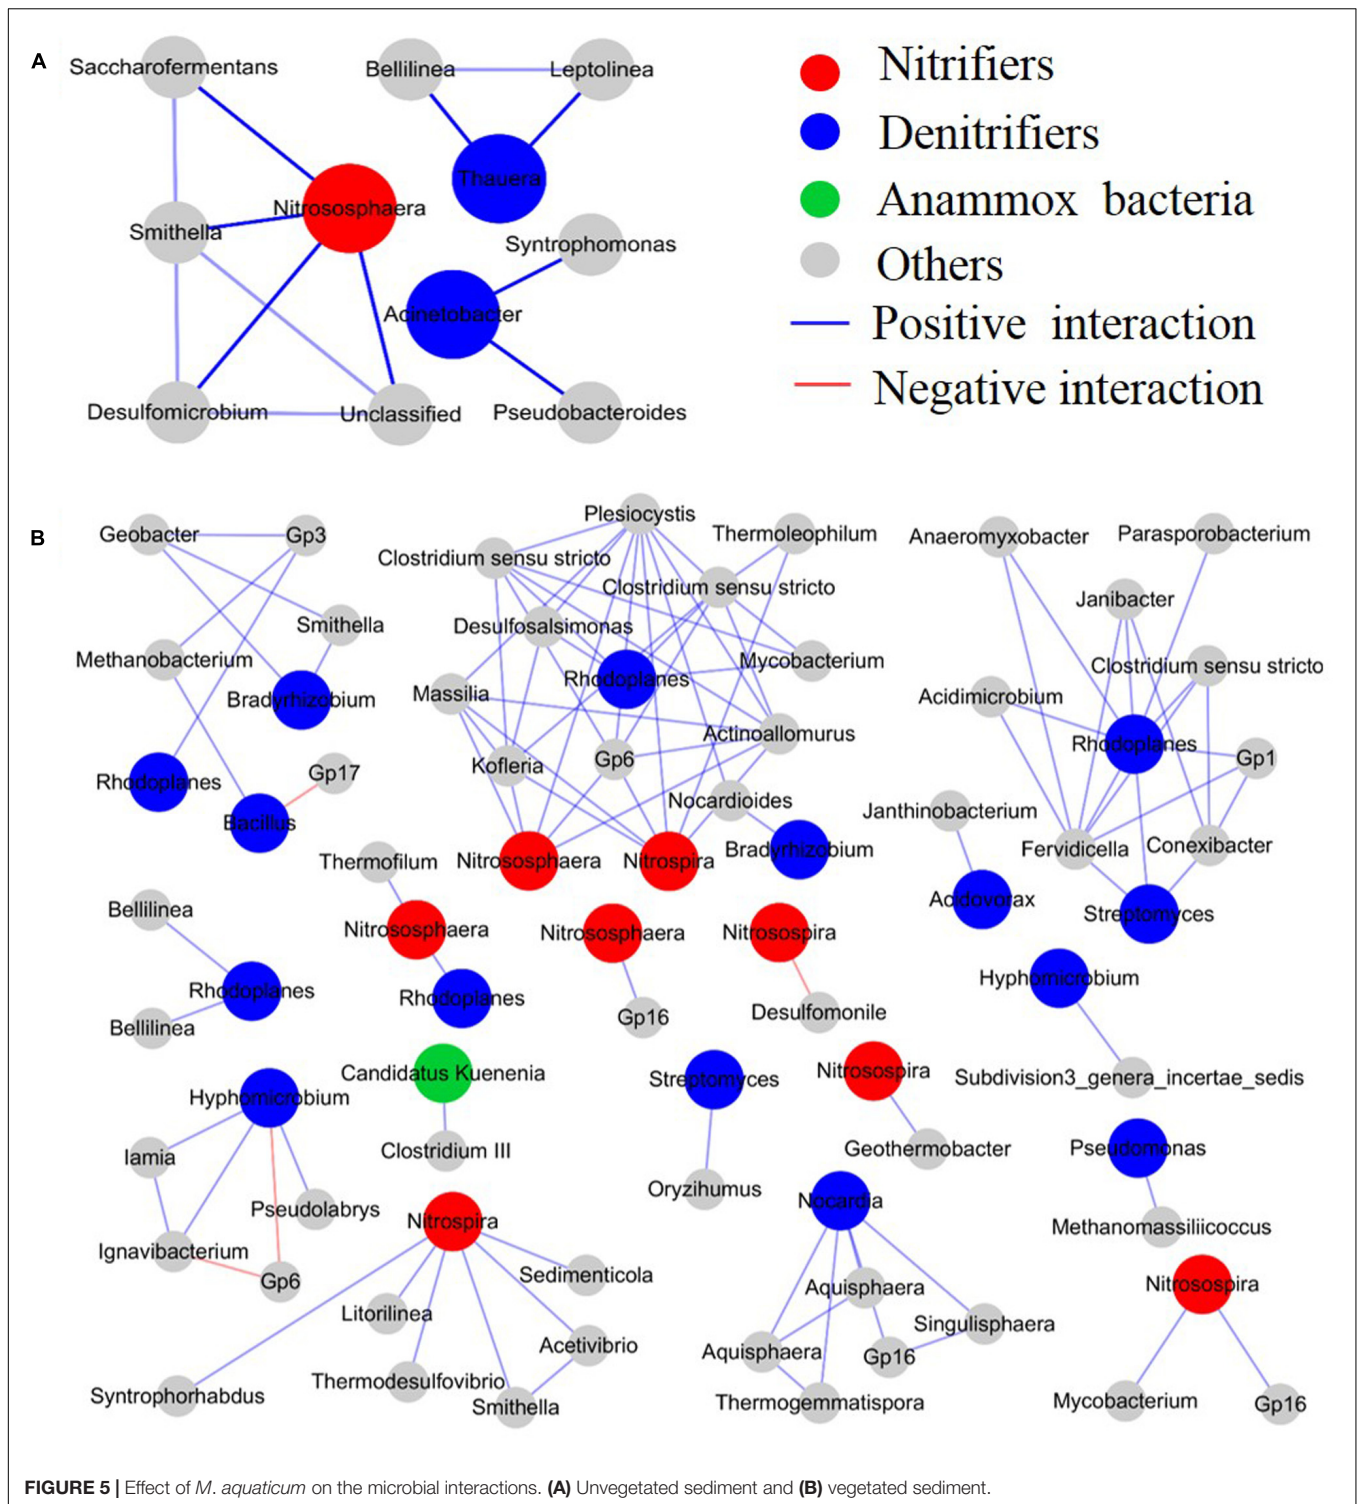 A
Saccharofermentans
Bellilinea
Leptolinea
Thauera
Nitrososphaera
Smithella
Syntrophomonas
Acinetobacter
Desulfomicrobium
Unclassified
Pseudobacteroides
Nitrifiers
Denitrifiers
Anammox bacteria
Others
Positive interaction
Negative interaction
B
Geobacter
Gp3
Smithella
Methanobacterium
Bradyrhizobium
Rhodoplanes
Gp17
Bacillus
Plesiocystis
Clostridium sensu stricto
Thermoleophilum
Clostridium sensu stricto
Desulfosalsimonas
Mycobacterium
Rhodoplanes
Massilia
Actinoallomurus
Kofleria
Gp6
Nocardioides
Nitrososphaera
Nitrospira
Bradyrhizobium
Anaeromyxobacter
Parasporobacterium
Janibacter
Clostridium sensu stricto
Acidimicrobium
Rhodoplanes
Gp1
Janthinobacterium
Fervidicella
Conexibacter
Acidovorax
Streptomyces
Thermofilum
Nitrososphaera
Rhodoplanes
Nitrososphaera
Gp16
Nitrosospira
Desulfomonile
Bellilinea
Rhodoplanes
Bellilinea
Hyphomicrobium
Subdivision3_genera_incertae_sedis
Hyphomicrobium
Iamia
Pseudolabrys
Ignavibacterium
Gp6
Candidatus Kuenenia
Clostridium III
Streptomyces
Oryzihumus
Nitrosospira
Geothermobacter
Pseudomonas
Methanomassiliicoccus
Nitrospira
Sedimenticola
Litorilinea
Acetivibrio
Thermodesulfovibrio
Smithella
Syntrophorhabdus
Nocardia
Aquisphaera
Singulisphaera
Aquisphaera
Gp16
Thermogemmatispora
Nitrosospira
Mycobacterium
Gp16
FIGURE 5 | Effect of M. aquaticum on the microbial interactions. (A) Unvegetated sediment and (B) vegetated sediment.